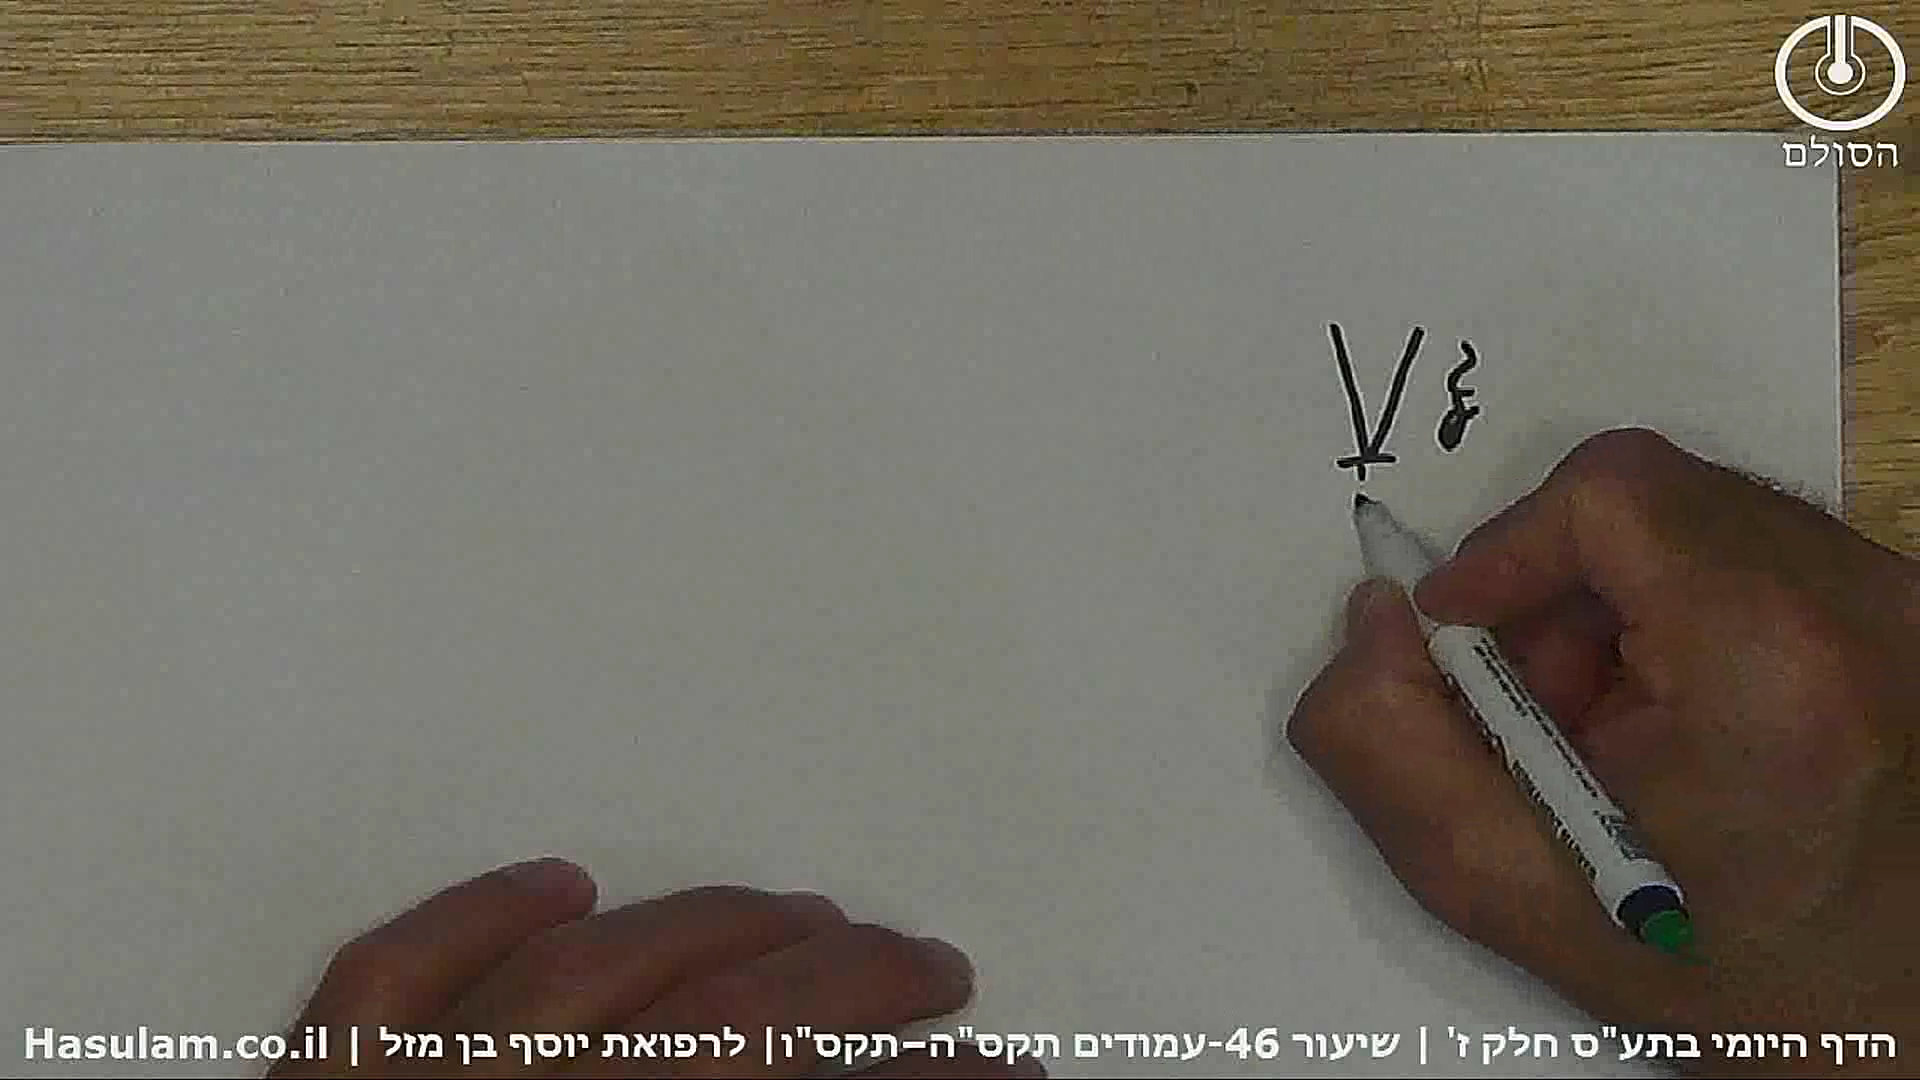 הסולם
V
הדף היומי בתע"ס חלק ז' | שיעור 46-עמודים תקס"ה–תקס"ו| לרפואת יוסף בן מזל | Hasulam.co.il